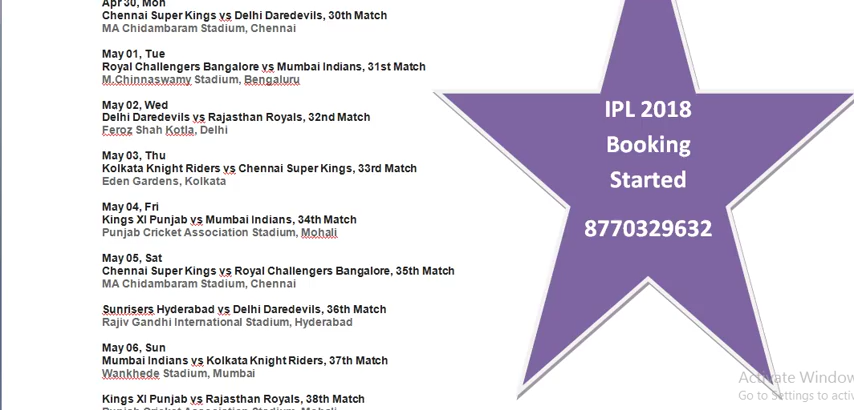 Apr 30, Mon
Chennai Super Kings vs Delhi Daredevils, 30th Match
MA Chidambaram Stadium, Chennai
May 01, Tue
Royal Challengers Bangalore vs Mumbai Indians, 31st Match
M.Chinnaswamy Stadium, Bengaluru
May 02, Wed
Delhi Daredevils vs Rajasthan Royals, 32nd Match
Feroz Shah Kotla, Delhi
May 03, Thu
Kolkata Knight Riders vs Chennai Super Kings, 33rd Match
Eden Gardens, Kolkata
May 04, Fri
Kings XI Punjab vs Mumbai Indians, 34th Match
Punjab Cricket Association Stadium, Mohali
May 05, Sat
Chennai Super Kings vs Royal Challengers Bangalore, 35th Match
MA Chidambaram Stadium, Chennai
Sunrisers Hyderabad vs Delhi Daredevils, 36th Match
Rajiv Gandhi International Stadium, Hyderabad
May 06, Sun
Mumbai Indians vs Kolkata Knight Riders, 37th Match
Wankhede Stadium, Mumbai
Kings XI Punjab vs Rajasthan Royals, 38th Match
Punjab Cricket Association Stadium, Mohali
IPL 2018
Booking
Started
8770329632
Activate Window
Go to Settings to activ